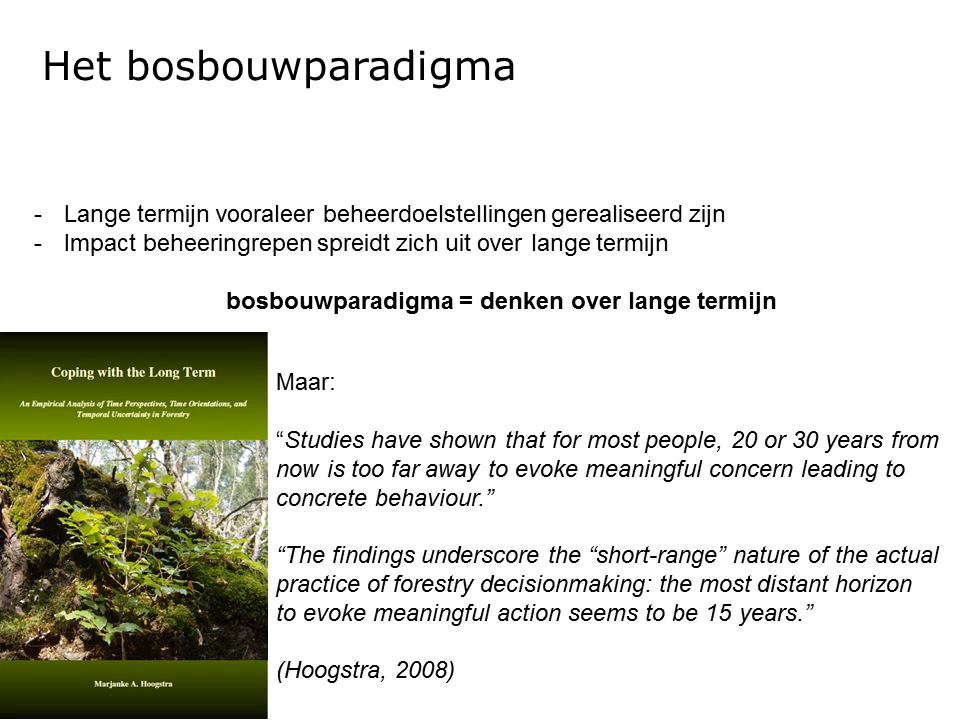 Het bosbouwparadigma
- Lange termijn vooraleer beheerdoelstellingen gerealiseerd zijn
- Impact beheeringrepen spreidt zich uit over lange termijn
bosbouwparadigma = denken over lange termijn
Coping with the Long Term
An Empirical Analysis of Time Perspectives, Time Orientations, and
Temporal Uncertainty in Forestry
Marjanke A. Hoogstra
Maar:
“Studies have shown that for most people, 20 or 30 years from
now is too far away to evoke meaningful concern leading to
concrete behaviour.”
“The findings underscore the “short-range” nature of the actual
practice of forestry decisionmaking: the most distant horizon
to evoke meaningful action seems to be 15 years.”
(Hoogstra, 2008)